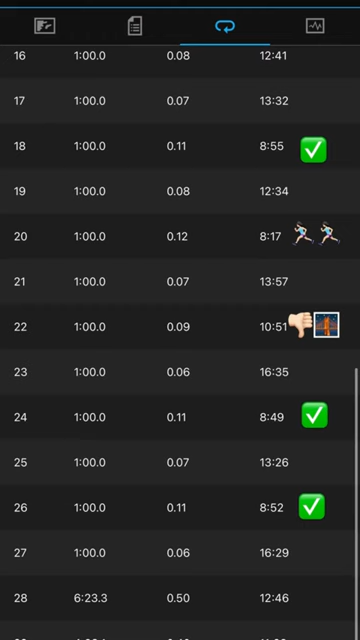 16 1:00.0 0.08 12:41
17 1:00.0 0.07 13:32
18 1:00.0 0.11 8:55
19 1:00.0 0.08 12:34
20 1:00.0 0.12 8:17
21 1:00.0 0.07 13:57
22 1:00.0 0.09 10:51
23 1:00.0 0.06 16:35
24 1:00.0 0.11 8:49
25 1:00.0 0.07 13:26
26 1:00.0 0.11 8:52
27 1:00.0 0.06 16:29
28 6:23.3 0.50 12:46